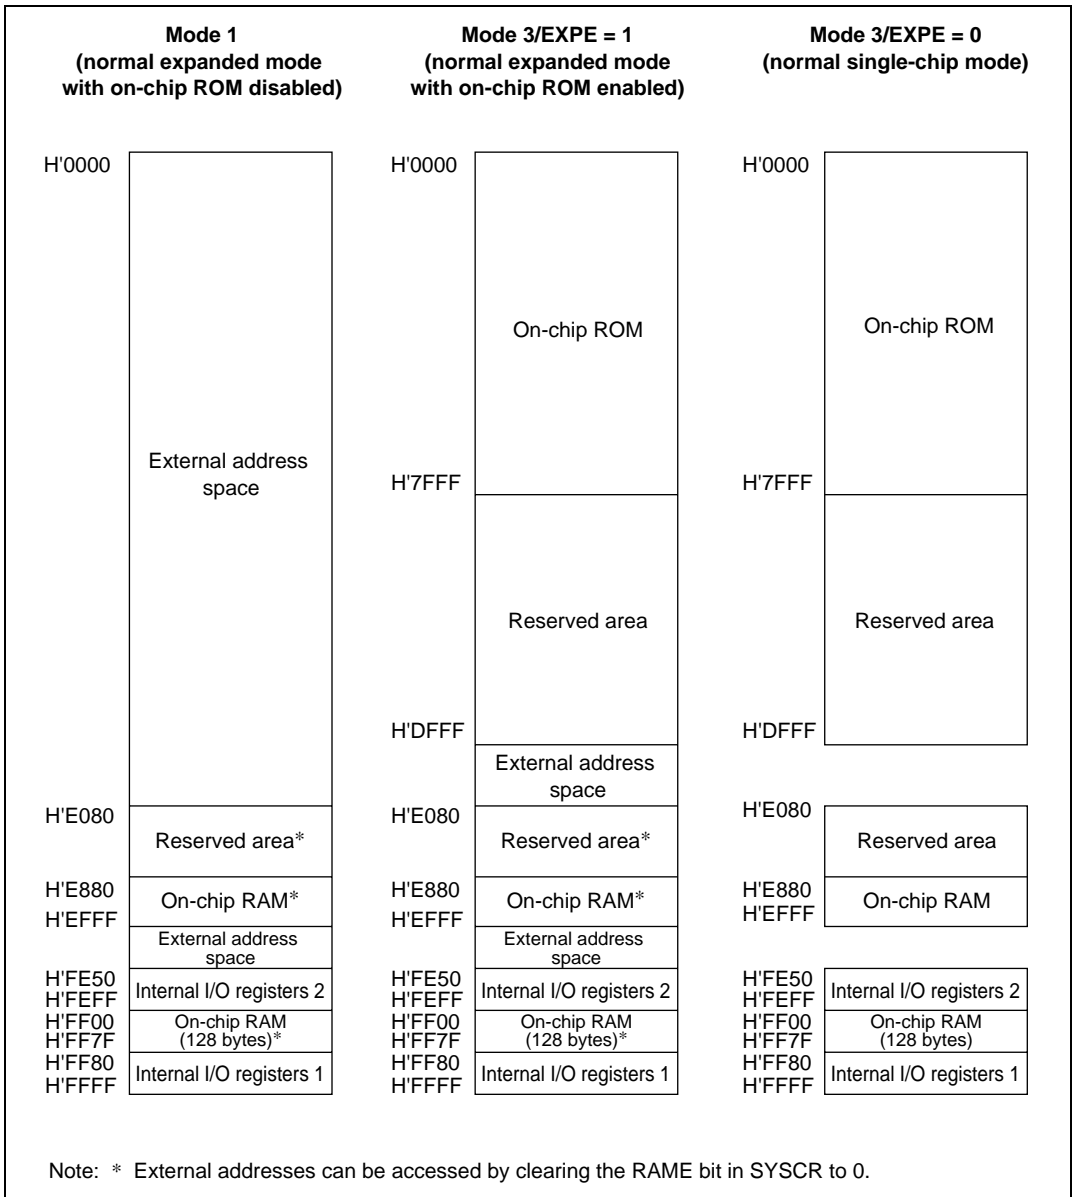 Mode 1
(normal expanded mode
with on-chip ROM disabled)
H'0000
External address
space
H'E080
Reserved area*
H'E880
On-chip RAM*
H'EFFF
External address
space
H'FE50
Internal I/O registers 2
H'FEFF
H'FF00
On-chip RAM
(128 bytes)*
H'FF7F
H'FF80
Internal I/O registers 1
H'FFFF
Mode 3/EXPE = 1
(normal expanded mode
with on-chip ROM enabled)
H'0000
On-chip ROM
H'7FFF
Reserved area
H'DFFF
External address
space
H'E080
Reserved area*
H'E880
On-chip RAM*
H'EFFF
External address
space
H'FE50
Internal I/O registers 2
H'FEFF
H'FF00
On-chip RAM
(128 bytes)*
H'FF7F
H'FF80
Internal I/O registers 1
H'FFFF
Mode 3/EXPE = 0
(normal single-chip mode)
H'0000
On-chip ROM
H'7FFF
Reserved area
H'DFFF
H'E080
Reserved area
H'E880
On-chip RAM
H'EFFF
H'FE50
Internal I/O registers 2
H'FEFF
H'FF00
On-chip RAM
(128 bytes)
H'FF7F
H'FF80
Internal I/O registers 1
H'FFFF
Note: * External addresses can be accessed by clearing the RAME bit in SYSCR to 0.